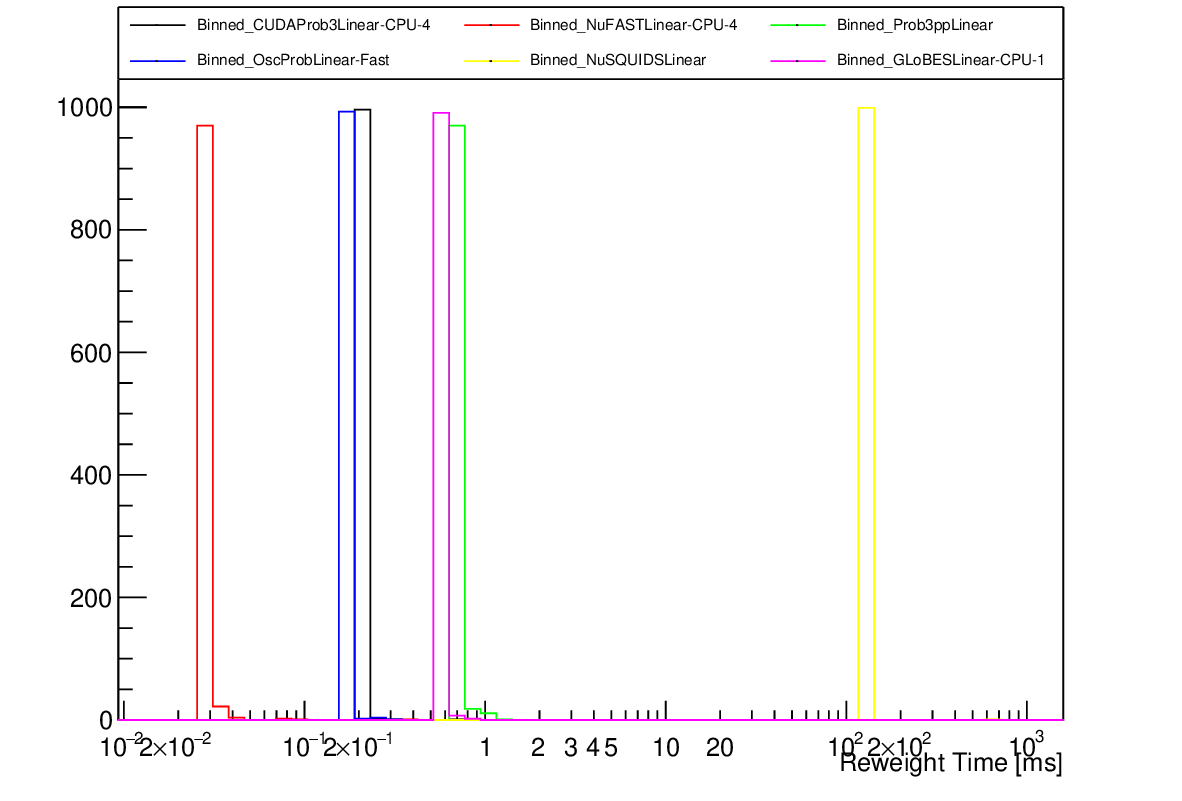 Binned_CUDAProb3Linear-CPU-4 Binned_NuFASTLinear-CPU-4 Binned_Prob3ppLinear
Binned_OscProbLinear-Fast Binned_NuSQUIDSLinear Binned_GLoBESLinear-CPU-1
1000
800
600
400
200
0
10⁻² 2×10⁻² 10⁻¹ 2×10⁻¹ 1 2 3 4 5 10 20 10² 2×10² 10³
Reweight Time [ms]